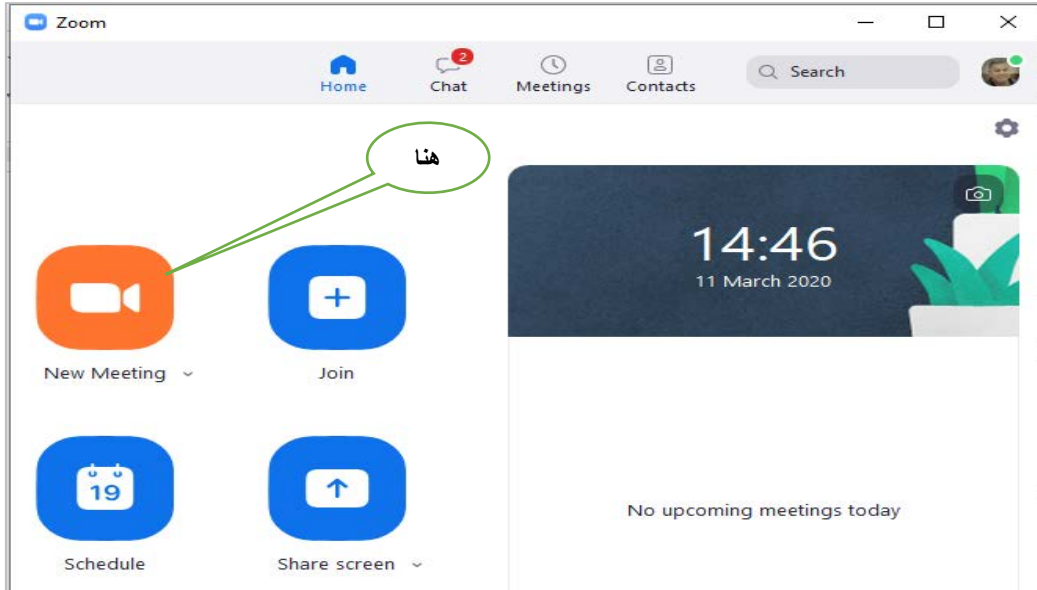 Zoom
2
Home
Chat
Meetings
Contacts
Search
هنا
14:46
11 March 2020
New Meeting
Join
19
Schedule
Share screen
No upcoming meetings today